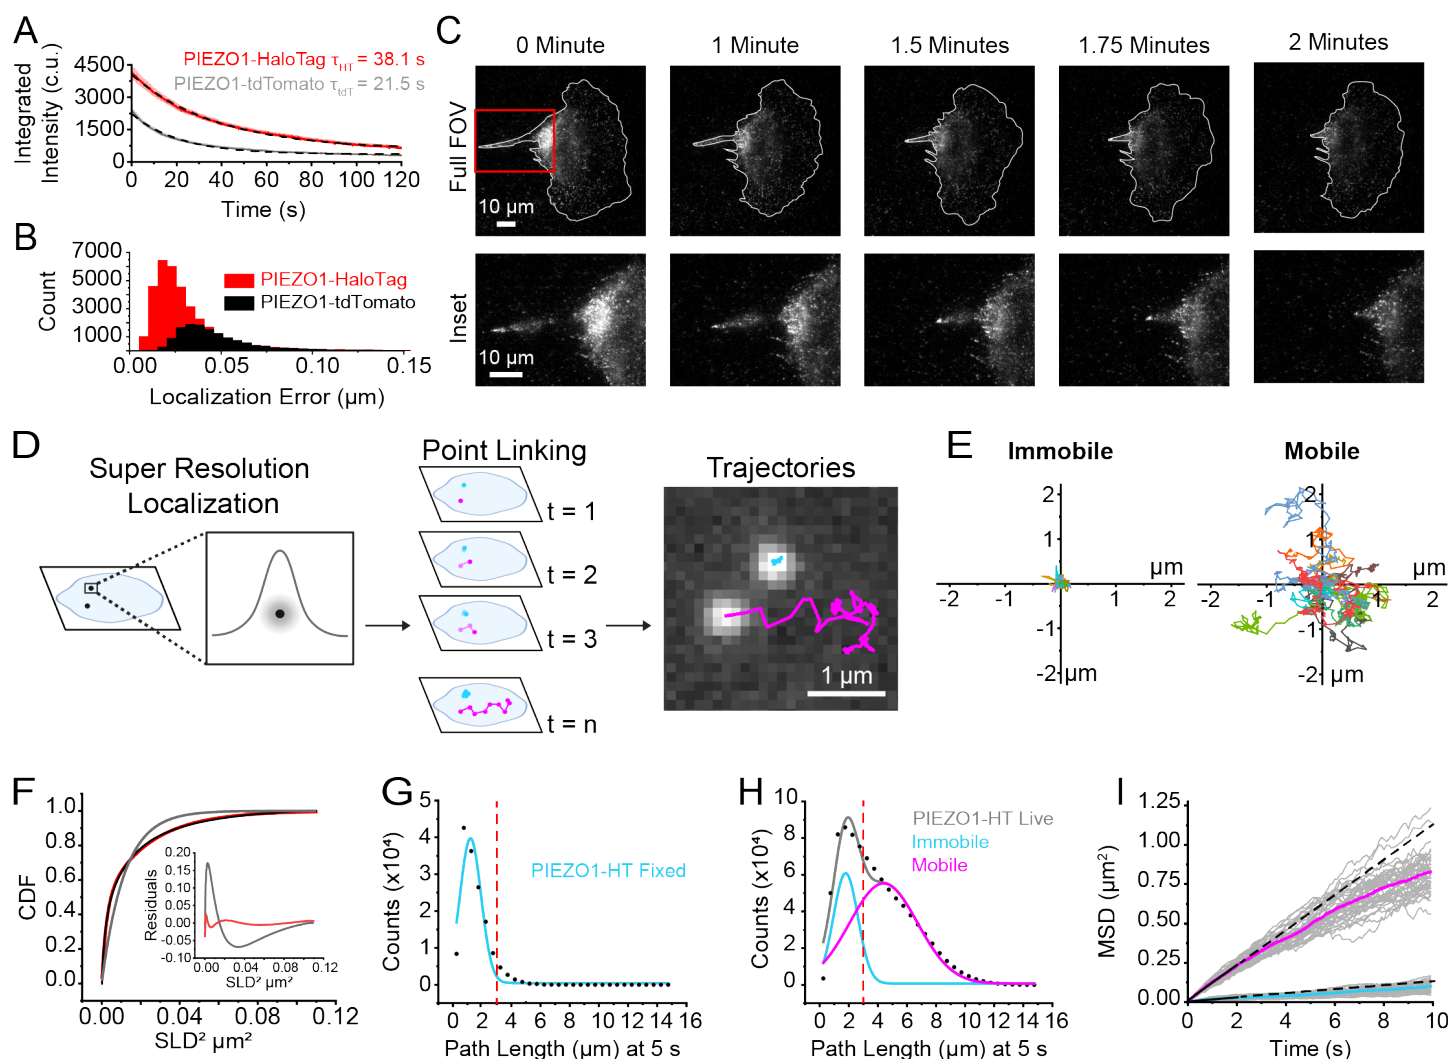 A
Integrated
Intensity (c.u.)
4500
3000
1500
0
PIEZO1-HaloTag τHT = 38.1 s
PIEZO1-tdTomato τtdT = 21.5 s
0 20 40 60 80 100 120
Time (s)
B
Count
7000
5000
3000
1000
PIEZO1-HaloTag
PIEZO1-tdTomato
0.00 0.05 0.10 0.15
Localization Error (µm)
C
0 Minute
1 Minute
1.5 Minutes
1.75 Minutes
2 Minutes
Full FOV
10 µm
Inset
10 µm
D
Super Resolution
Localization
Point Linking
t = 1
t = 2
t = 3
t = n
Trajectories
1 µm
E
Immobile
2
1
µm
-2 -1 1 2
-1
-2 µm
Mobile
2
1
µm
-2 -1 1 2
-1
-2 µm
F
CDF
1.0
0.8
0.6
0.4
0.2
0.0
Residuals
0.20
0.15
0.10
0.05
0.00
-0.05
-0.10
0.00 0.04 0.08 0.12
SLD² µm²
0.00 0.04 0.08 0.12
SLD² µm²
G
Counts (x10⁴)
5
4
3
2
1
0
PIEZO1-HT Fixed
0 2 4 6 8 10 12 14 16
Path Length (µm) at 5 s
H
Counts (x10⁴)
10
8
6
4
2
0
PIEZO1-HT Live
Immobile
Mobile
0 2 4 6 8 10 12 14 16
Path Length (µm) at 5 s
I
MSD (µm²)
1.25
1.00
0.75
0.50
0.25
0.00
0 2 4 6 8 10
Time (s)